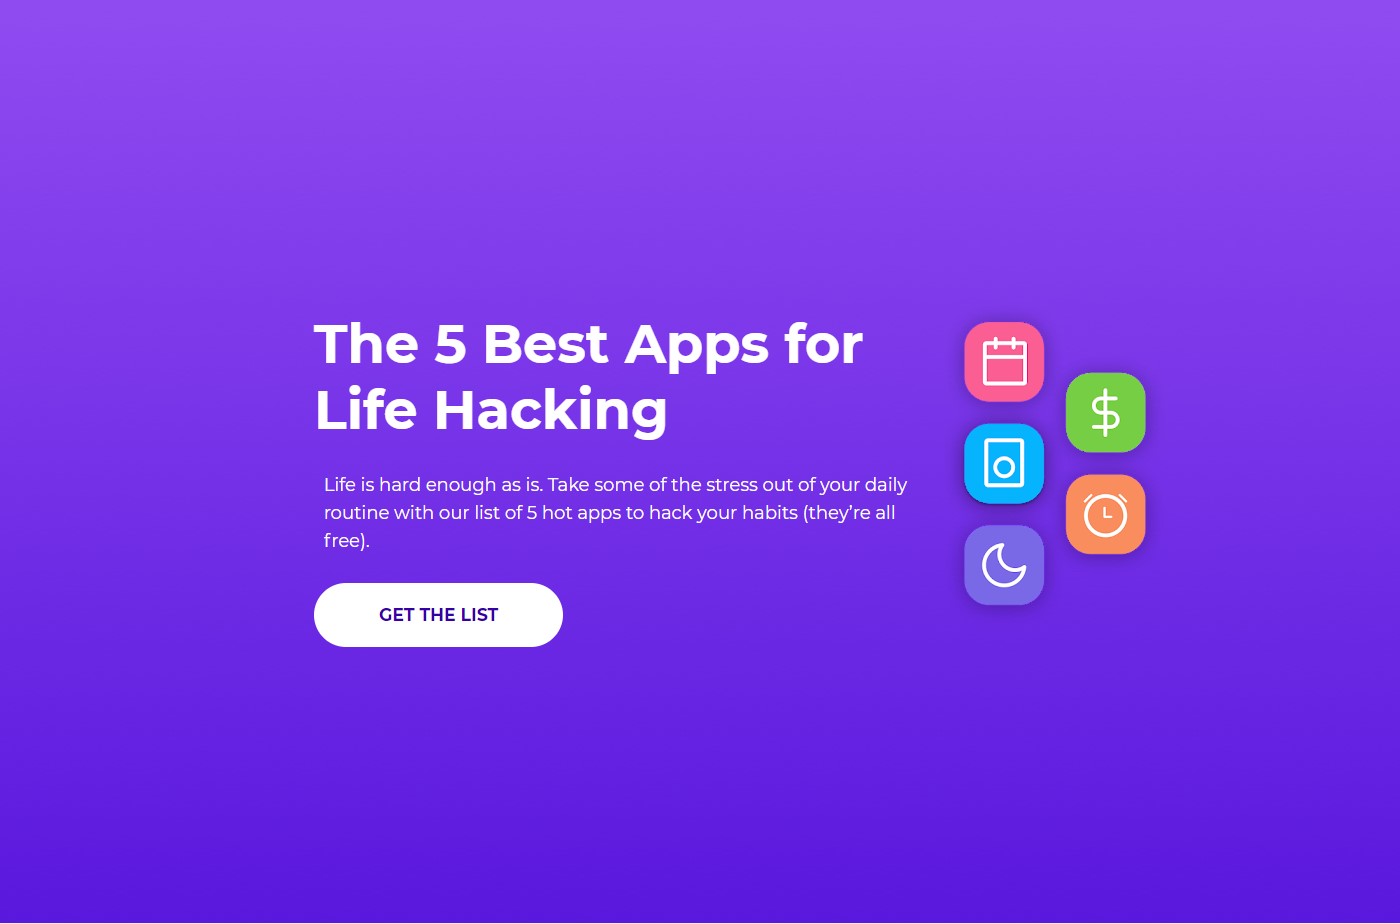 The 5 Best Apps for
Life Hacking
Life is hard enough as is. Take some of the stress out of your daily
routine with our list of 5 hot apps to hack your habits (they’re all
free).
GET THE LIST